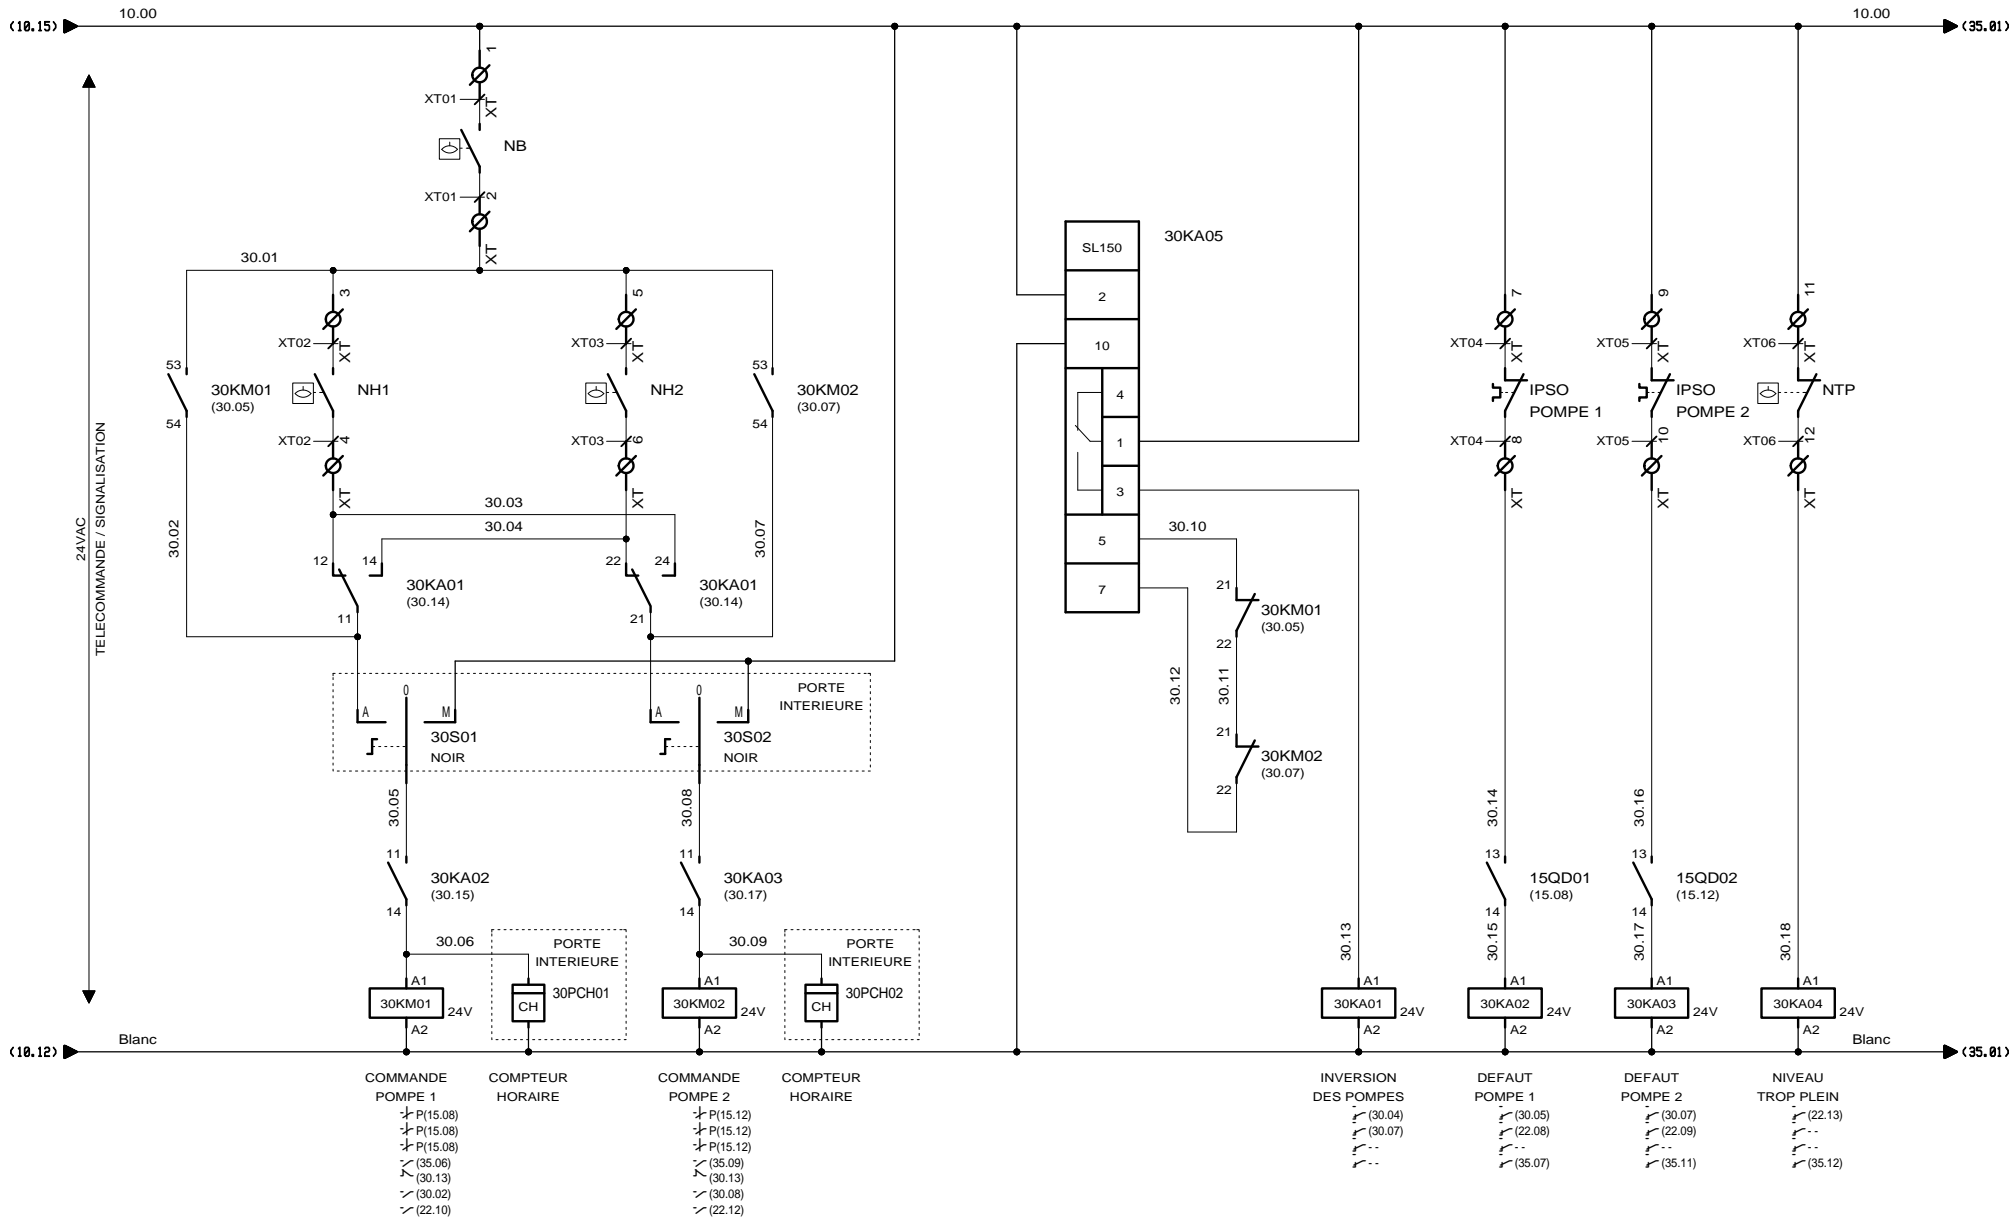 (10.15)
10.00
10.00
(35.01)
1
XT01
XT
NB
XT01
2
XT
SL150
30KA05
30.01
2
3
5
7
9
11
XT02
XT
XT03
XT
10
XT04
XT
XT05
XT
XT06
XT
53
30KM01
(30.05)
54
NH1
NH2
53
30KM02
(30.07)
54
4
IPSO
POMPE 1
IPSO
POMPE 2
NTP
24VAC
TELECOMMANDE / SIGNALISATION
XT02
4
XT
XT03
6
XT
1
XT04
8
XT
XT05
10
XT
XT06
12
XT
3
30.03
30.04
30.02
30.07
5
30.10
12
14
30KA01
(30.14)
11
22
24
30KA01
(30.14)
21
7
21
30KM01
(30.05)
22
30.12
30.11
PORTE
INTERIEURE
A
0
M
30S01
NOIR
A
0
M
30S02
NOIR
21
30KM02
(30.07)
22
30.05
30.08
30.14
30.16
11
30KA02
(30.15)
14
11
30KA03
(30.17)
14
13
15QD01
(15.08)
14
13
15QD02
(15.12)
14
30.06
PORTE
INTERIEURE
30.09
PORTE
INTERIEURE
30.13
30.15
30.17
30.18
A1
30KM01
24V
A2
CH
30PCH01
A1
30KM02
24V
A2
CH
30PCH02
A1
30KA01
24V
A2
A1
30KA02
24V
A2
A1
30KA03
24V
A2
A1
30KA04
24V
A2
(10.12)
Blanc
Blanc
(35.01)
COMMANDE
POMPE 1
P(15.08)
P(15.08)
P(15.08)
(35.06)
(30.13)
(30.02)
(22.10)
COMPTEUR
HORAIRE
COMMANDE
POMPE 2
P(15.12)
P(15.12)
P(15.12)
(35.09)
(30.13)
(30.08)
(22.12)
COMPTEUR
HORAIRE
INVERSION
DES POMPES
(30.04)
(30.07)
--
--
DEFAUT
POMPE 1
(30.05)
(22.08)
--
(35.07)
DEFAUT
POMPE 2
(30.07)
(22.09)
--
(35.11)
NIVEAU
TROP PLEIN
(22.13)
--
--
(35.12)